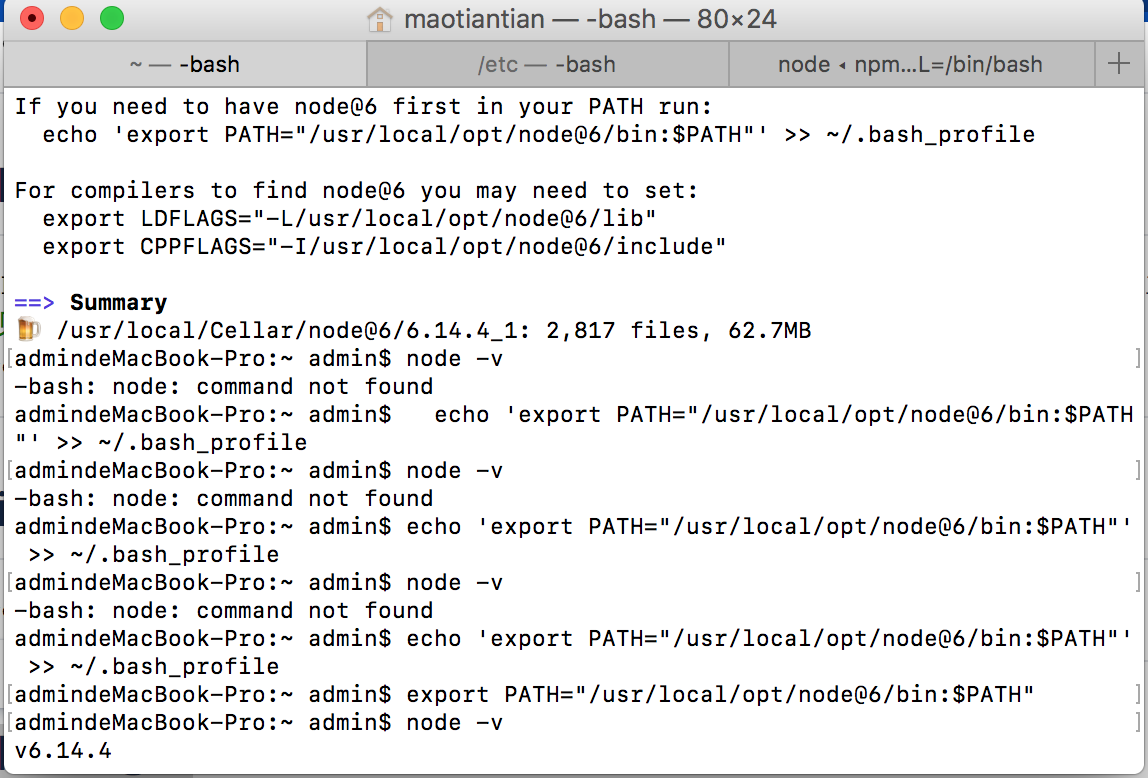 maotiantian — -bash — 80×24
~ — -bash
/etc — -bash
node ◂ npm...L=/bin/bash
If you need to have node@6 first in your PATH run:
  echo 'export PATH="/usr/local/opt/node@6/bin:$PATH"' >> ~/.bash_profile
For compilers to find node@6 you may need to set:
  export LDFLAGS="-L/usr/local/opt/node@6/lib"
  export CPPFLAGS="-I/usr/local/opt/node@6/include"
==> Summary
🍺 /usr/local/Cellar/node@6/6.14.4_1: 2,817 files, 62.7MB
[admindeMacBook-Pro:~ admin$ node -v ]
-bash: node: command not found
admindeMacBook-Pro:~ admin$   echo 'export PATH="/usr/local/opt/node@6/bin:$PATH
"' >> ~/.bash_profile
[admindeMacBook-Pro:~ admin$ node -v ]
-bash: node: command not found
admindeMacBook-Pro:~ admin$ echo 'export PATH="/usr/local/opt/node@6/bin:$PATH"'
 >> ~/.bash_profile
[admindeMacBook-Pro:~ admin$ node -v ]
-bash: node: command not found
admindeMacBook-Pro:~ admin$ echo 'export PATH="/usr/local/opt/node@6/bin:$PATH"'
 >> ~/.bash_profile
[admindeMacBook-Pro:~ admin$ export PATH="/usr/local/opt/node@6/bin:$PATH" ]
[admindeMacBook-Pro:~ admin$ node -v ]
v6.14.4